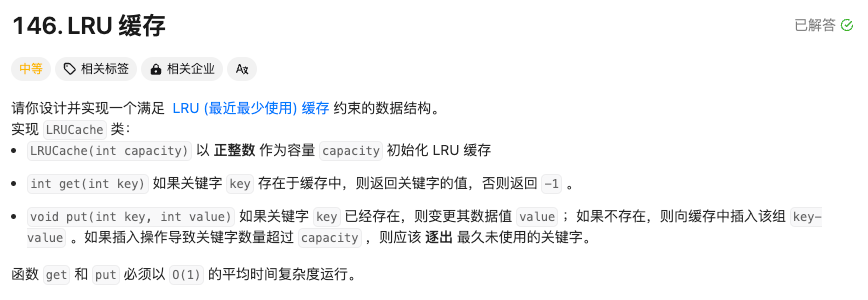 146. LRU 缓存
已解答
中等 相关标签 相关企业 Aほ
请你设计并实现一个满足 LRU (最近最少使用) 缓存 约束的数据结构。
实现 LRUCache 类：
• LRUCache(int capacity) 以 正整数 作为容量 capacity 初始化 LRU 缓存
• int get(int key) 如果关键字 key 存在于缓存中，则返回关键字的值，否则返回 -1 。
• void put(int key, int value) 如果关键字 key 已经存在，则变更其数据值 value ；如果不存在，则向缓存中插入该组 key-
value 。如果插入操作导致关键字数量超过 capacity ，则应该 逐出 最久未使用的关键字。
函数 get 和 put 必须以 O(1) 的平均时间复杂度运行。